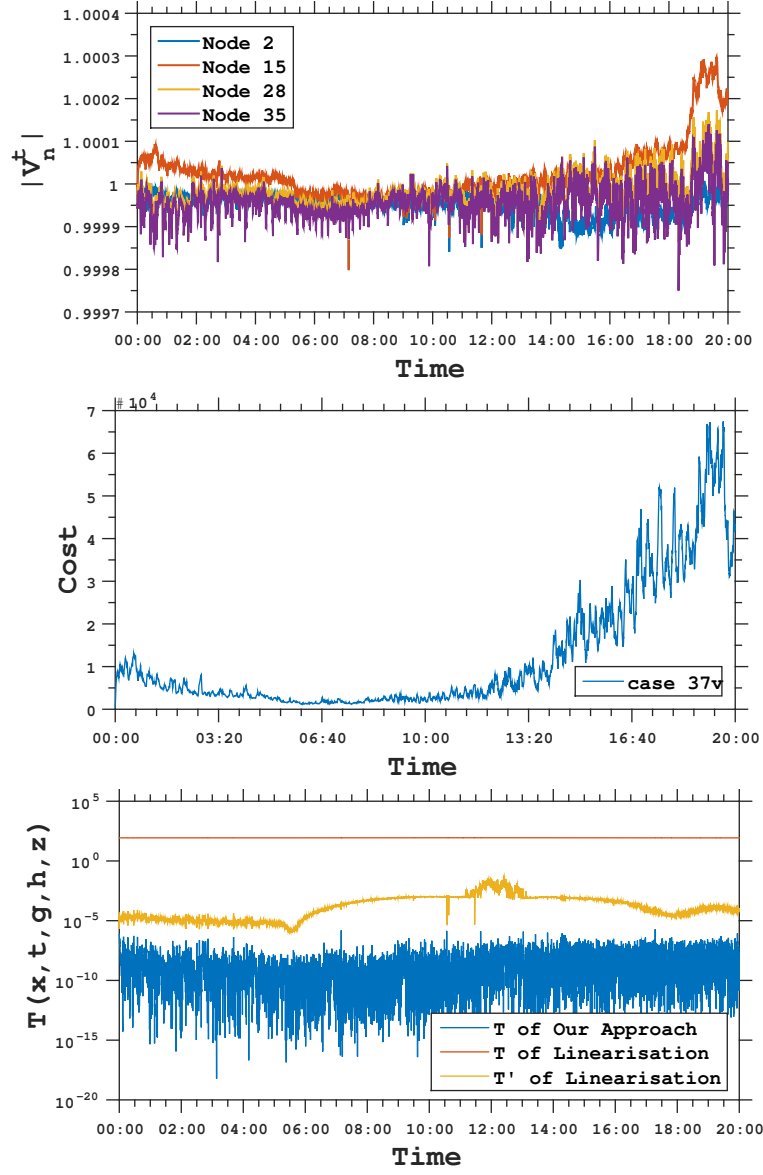 1.0004
1.0003
1.0002
1.0001
1
0.9999
0.9998
0.9997
|V_n^t|
Node 2
Node 15
Node 28
Node 35
00:00 02:00 04:00 06:00 08:00 10:00 12:00 14:00 16:00 18:00 20:00
Time
# 10^4
7
6
5
4
3
2
1
0
Cost
case 37v
00:00 03:20 06:40 10:00 13:20 16:40 20:00
Time
10^5
10^0
10^-5
10^-10
10^-15
10^-20
T(x,t,g,h,z)
T of Our Approach
T of Linearisation
T' of Linearisation
00:00 02:00 04:00 06:00 08:00 10:00 12:00 14:00 16:00 18:00 20:00
Time